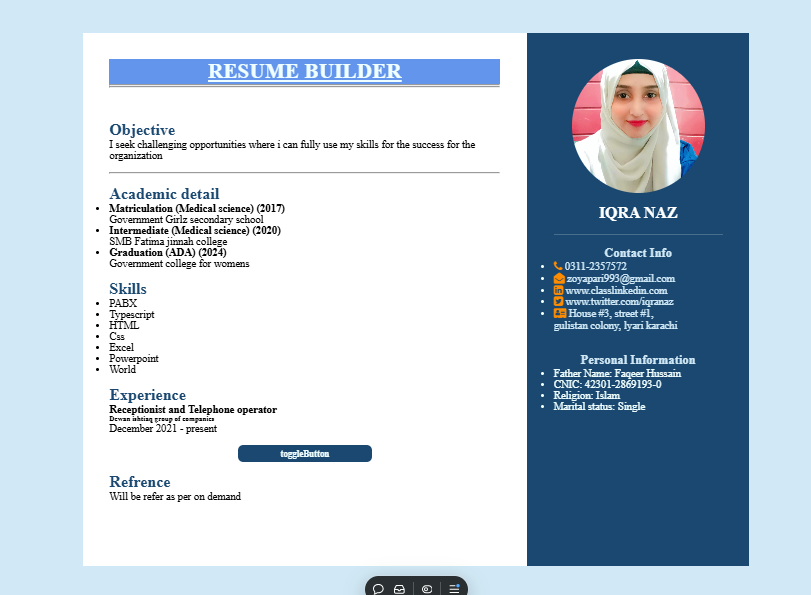 RESUME BUILDER
Objective
I seek challenging opportunities where i can fully use my skills for the success for the
organization
Academic detail
Matriculation (Medical science) (2017)
Government Girlz secondary school
Intermediate (Medical science) (2020)
SMB Fatima jinnah college
Graduation (ADA) (2024)
Government college for womens
Skills
PABX
Typescript
HTML
Css
Excel
Powerpoint
World
Experience
Receptionist and Telephone operator
Dewan ishtiaq group of companies
December 2021 - present
toggleButton
Refrence
Will be refer as per on demand
IQRA NAZ
Contact Info
0311-2357572
zoyapari993@gmail.com
www.classlinkedin.com
www.twitter.com/iqranaz
House #3, street #1,
gulistan colony, lyari karachi
Personal Information
Father Name: Faqeer Hussain
CNIC: 42301-2869193-0
Religion: Islam
Marital status: Single